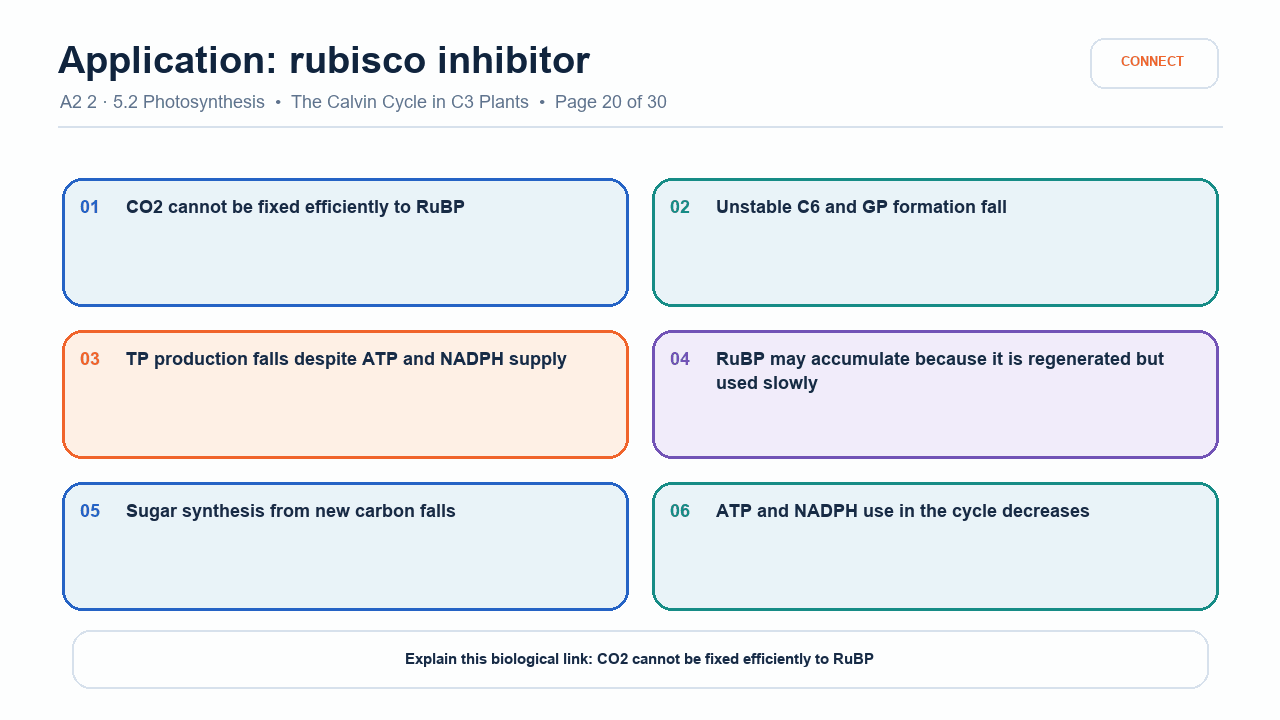 Application: rubisco inhibitor
CONNECT
A2 2 · 5.2 Photosynthesis • The Calvin Cycle in C3 Plants • Page 20 of 30
01 CO2 cannot be fixed efficiently to RuBP
02 Unstable C6 and GP formation fall
03 TP production falls despite ATP and NADPH supply
04 RuBP may accumulate because it is regenerated but
used slowly
05 Sugar synthesis from new carbon falls
06 ATP and NADPH use in the cycle decreases
Explain this biological link: CO2 cannot be fixed efficiently to RuBP